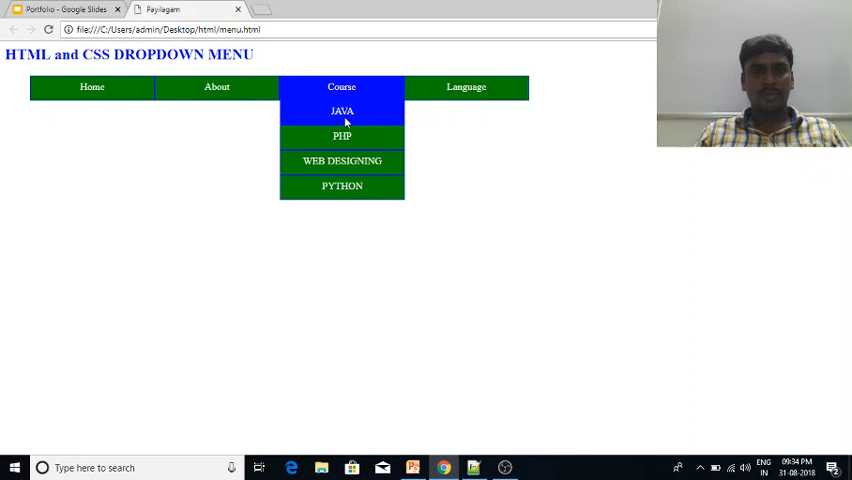 Portfolio - Google Slides
Payilagam
file:///C:/Users/admin/Desktop/html/menu.html
HTML and CSS DROPDOWN MENU
Home
About
Course
Language
JAVA
PHP
WEB DESIGNING
PYTHON
Type here to search
ENG
IN
09:34 PM
31-08-2018
2